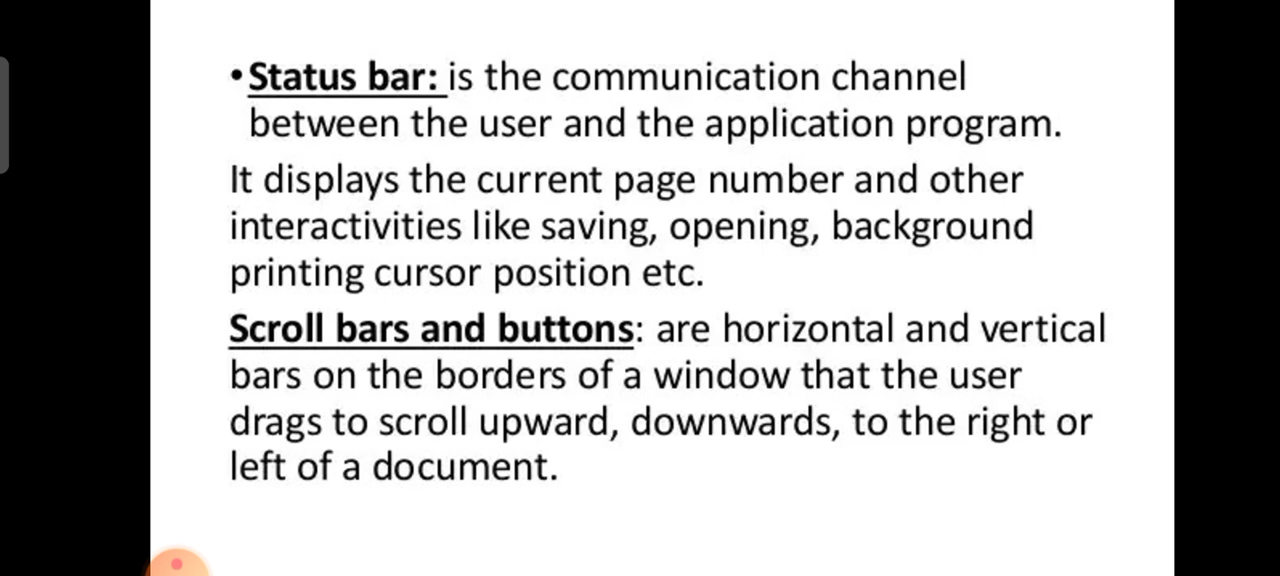 •Status bar: is the communication channel
between the user and the application program.
It displays the current page number and other
interactivities like saving, opening, background
printing cursor position etc.
Scroll bars and buttons: are horizontal and vertical
bars on the borders of a window that the user
drags to scroll upward, downwards, to the right or
left of a document.